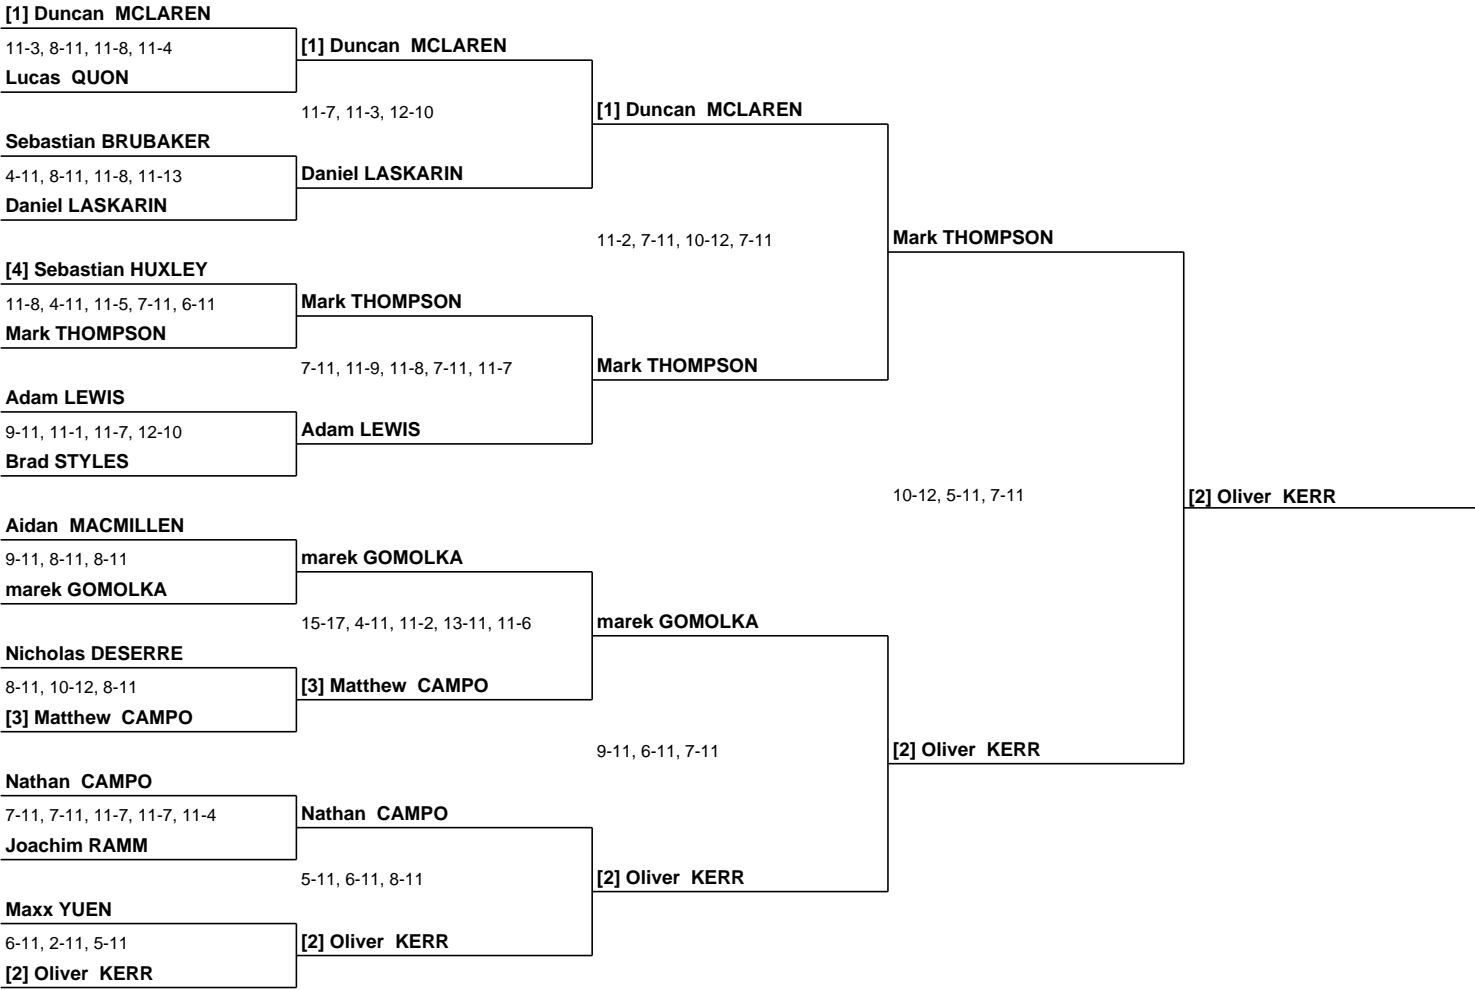 [1] Duncan  MCLAREN
11-3, 8-11, 11-8, 11-4
[1] Duncan  MCLAREN
Lucas  QUON
11-7, 11-3, 12-10
[1] Duncan  MCLAREN
Sebastian BRUBAKER
4-11, 8-11, 11-8, 11-13
Daniel LASKARIN
Daniel LASKARIN
11-2, 7-11, 10-12, 7-11
Mark THOMPSON
[4] Sebastian HUXLEY
11-8, 4-11, 11-5, 7-11, 6-11
Mark THOMPSON
Mark THOMPSON
7-11, 11-9, 11-8, 7-11, 11-7
Mark THOMPSON
Adam LEWIS
9-11, 11-1, 11-7, 12-10
Adam LEWIS
Brad STYLES
10-12, 5-11, 7-11
[2] Oliver  KERR
Aidan  MACMILLEN
9-11, 8-11, 8-11
marek GOMOLKA
marek GOMOLKA
15-17, 4-11, 11-2, 13-11, 11-6
marek GOMOLKA
Nicholas DESERRE
8-11, 10-12, 8-11
[3] Matthew  CAMPO
[3] Matthew  CAMPO
9-11, 6-11, 7-11
[2] Oliver  KERR
Nathan  CAMPO
7-11, 7-11, 11-7, 11-7, 11-4
Nathan  CAMPO
Joachim RAMM
5-11, 6-11, 8-11
[2] Oliver  KERR
Maxx YUEN
6-11, 2-11, 5-11
[2] Oliver  KERR
[2] Oliver  KERR